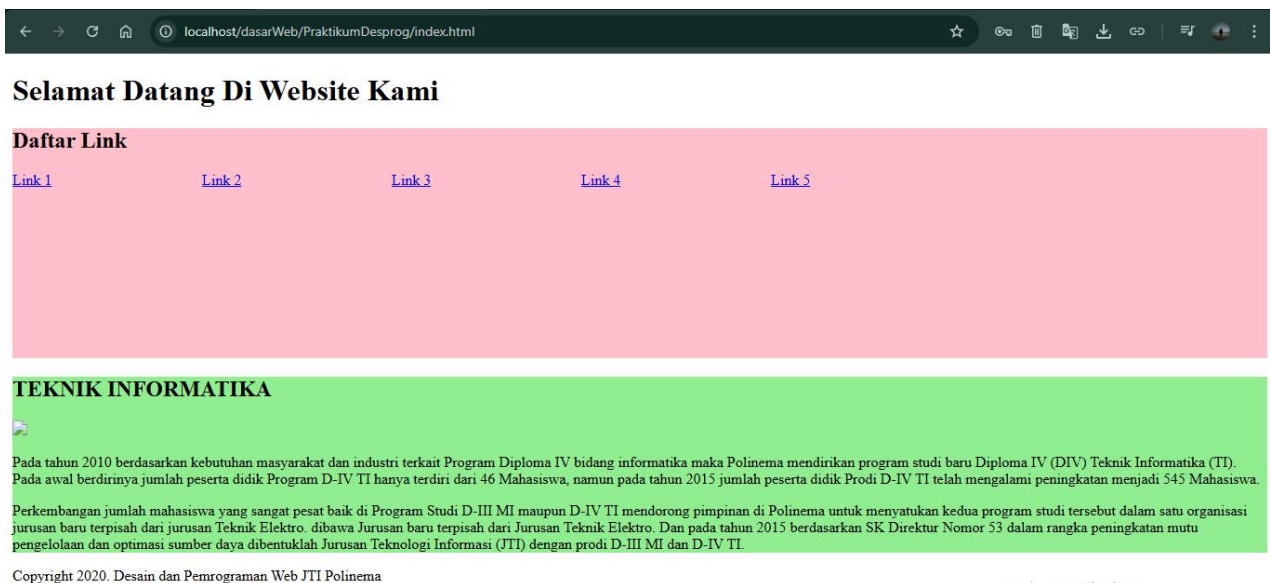 localhost/dasarWeb/PraktikumDesprog/index.html
Selamat Datang Di Website Kami
Daftar Link
Link 1 Link 2 Link 3 Link 4 Link 5
TEKNIK INFORMATIKA
Pada tahun 2010 berdasarkan kebutuhan masyarakat dan industri terkait Program Diploma IV bidang informatika maka Polinema mendirikan program studi baru Diploma IV (DIV) Teknik Informatika (TI).
Pada awal berdirinya jumlah peserta didik Program D-IV TI hanya terdiri dari 46 Mahasiswa, namun pada tahun 2015 jumlah peserta didik Prodi D-IV TI telah mengalami peningkatan menjadi 545 Mahasiswa.
Perkembangan jumlah mahasiswa yang sangat pesat baik di Program Studi D-III MI maupun D-IV TI mendorong pimpinan di Polinema untuk menyatukan kedua program studi tersebut dalam satu organisasi
jurusan baru terpisah dari jurusan Teknik Elektro. dibawa Jurusan baru terpisah dari Jurusan Teknik Elektro. Dan pada tahun 2015 berdasarkan SK Direktur Nomor 53 dalam rangka peningkatan mutu
pengelolaan dan optimasi sumber daya dibentuklah Jurusan Teknologi Informasi (JTI) dengan prodi D-III MI dan D-IV TI.
Copyright 2020. Desain dan Pemrograman Web JTI Polinema